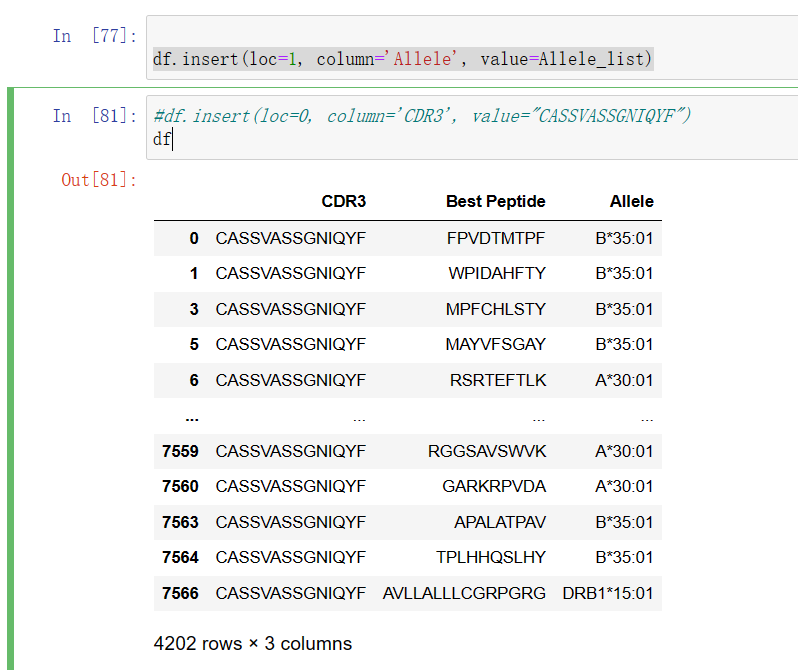 In [77]:
df.insert(loc=1, column='Allele', value=Allele_list)
In [81]:
#df.insert(loc=0, column='CDR3', value="CASSVASSGNIQYF")
df
Out[81]:
CDR3 Best Peptide Allele
0 CASSVASSGNIQYF FPVDTMTPF B*35:01
1 CASSVASSGNIQYF WPIDAHFTY B*35:01
3 CASSVASSGNIQYF MPFCHLSTY B*35:01
5 CASSVASSGNIQYF MAYVFSGAY B*35:01
6 CASSVASSGNIQYF RSRTEFTLK A*30:01
... ... ... ...
7559 CASSVASSGNIQYF RGGSAVSWVK A*30:01
7560 CASSVASSGNIQYF GARKRPVDA A*30:01
7563 CASSVASSGNIQYF APALATPAV B*35:01
7564 CASSVASSGNIQYF TPLHHQSLHY B*35:01
7566 CASSVASSGNIQYF AVLLALLLCGRPGRG DRB1*15:01
4202 rows × 3 columns